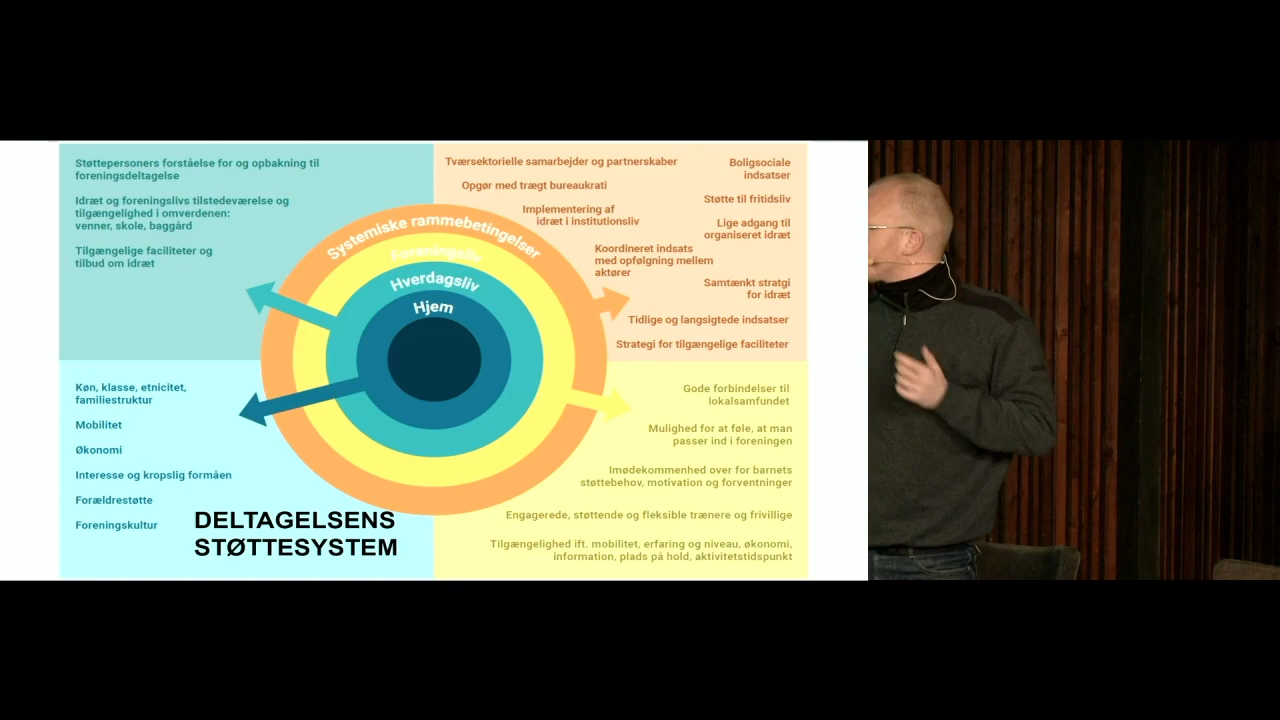 Støttepersoners forståelse for og opbakning til
foreningsdeltagelse
Idræt og foreningslivs tilstedeværelse og
tilgængelighed i omverdenen:
venner, skole, baggård
Tilgængelige faciliteter og
tilbud om idræt
Tværsektorielle samarbejder og partnerskaber
Opgør med trægt bureaukrati
Implementering af
idræt i institutionsliv
Koordineret indsats
med opfølgning mellem
aktører
Boligsociale
indsatser
Støtte til fritidsliv
Lige adgang til
organiseret idræt
Samtænkt stratgi
for idræt
Tidlige og langsigtede indsatser
Strategi for tilgængelige faciliteter
Systemiske rammebetingelser
Foreningsliv
Hverdagsliv
Hjem
Køn, klasse, etnicitet,
familiestruktur
Mobilitet
Økonomi
Interesse og kropslig formåen
Forældrestøtte
Foreningskultur
DELTAGELSENS
STØTTESYSTEM
Gode forbindelser til
lokalsamfundet
Mulighed for at føle, at man
passer ind i foreningen
Imødekommenhed over for barnets
støttebehov, motivation og forventninger
Engagerede, støttende og fleksible trænere og frivillige
Tilgængelighed ift. mobilitet, erfaring og niveau, økonomi,
information, plads på hold, aktivitetstidspunkt